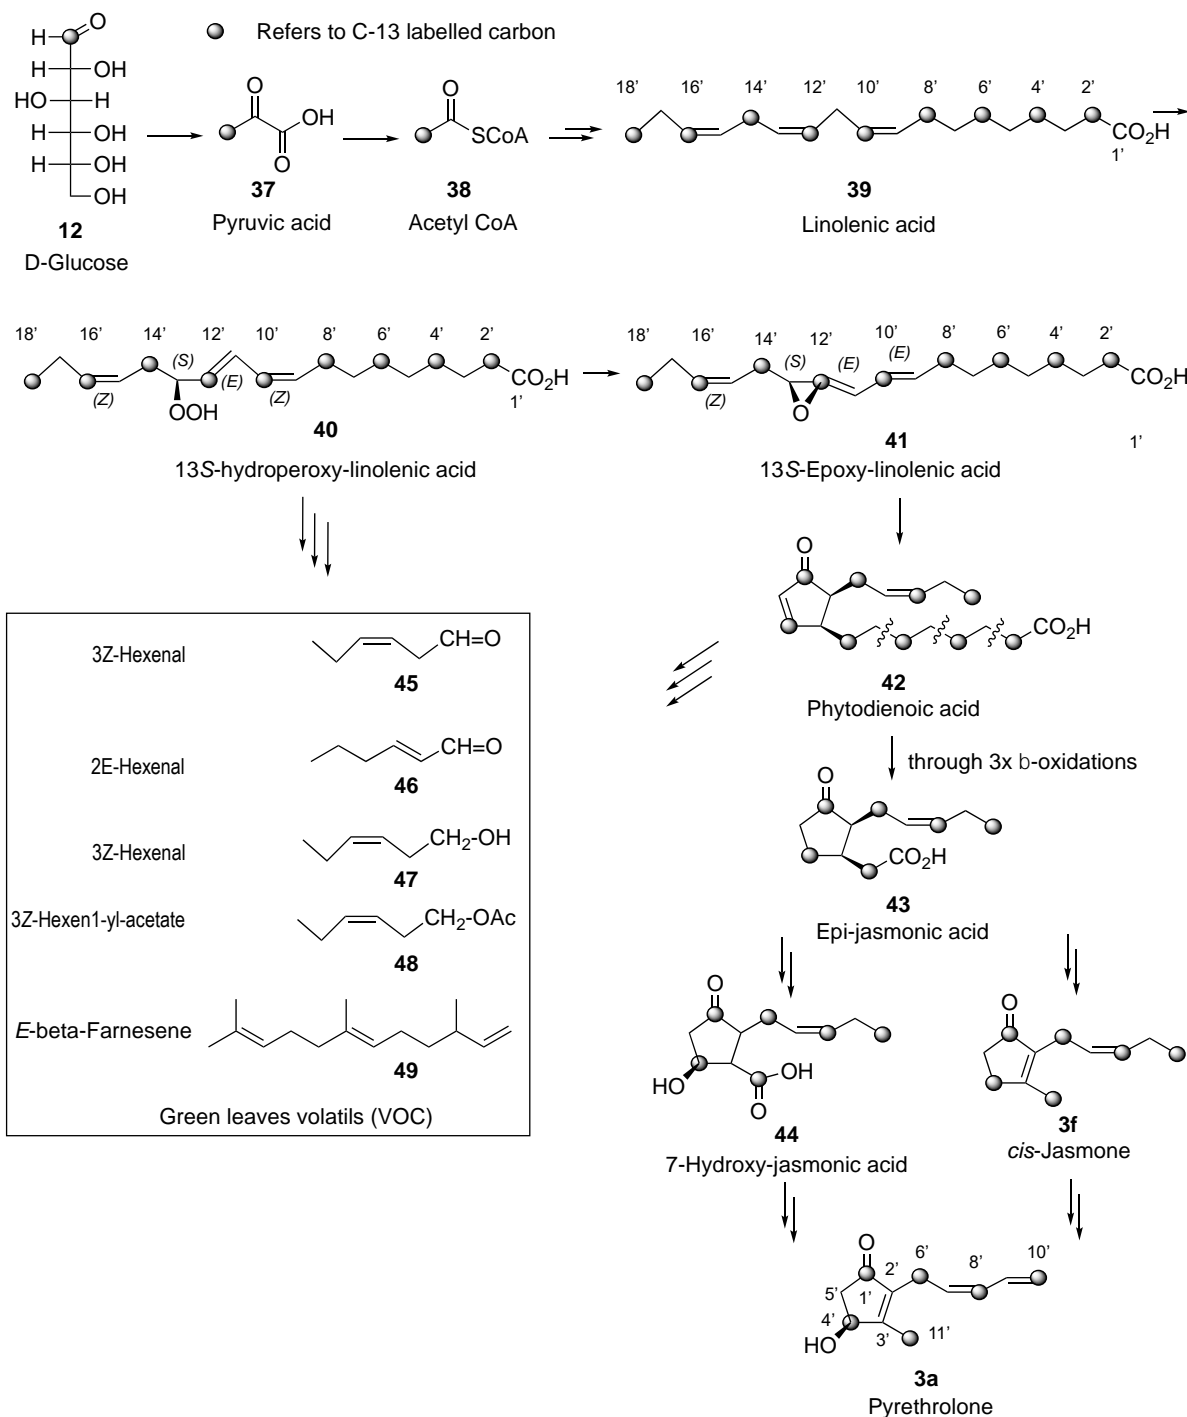 H O
Refers to C-13 labelled carbon
H OH
HO H
H OH
H OH
OH
12
D-Glucose
O
OH
O
37
Pyruvic acid
O
SCoA
38
Acetyl CoA
18' 16' 14' 12' 10' 8' 6' 4' 2'
CO2H
1'
39
Linolenic acid
18' 16' 14' 12' 10' 8' 6' 4' 2'
(S)
(Z) (E) (Z)
OOH
CO2H
1'
40
13S-hydroperoxy-linolenic acid
18' 16' 14' 12' 10' 8' 6' 4' 2'
(S) (E) (E)
(Z)
O
CO2H
1'
41
13S-Epoxy-linolenic acid
O
CO2H
42
Phytodienoic acid
through 3x b-oxidations
O
CO2H
43
Epi-jasmonic acid
3Z-Hexenal
CH=O
45
2E-Hexenal
CH=O
46
3Z-Hexenal
CH2-OH
47
3Z-Hexen1-yl-acetate
CH2-OAc
48
E-beta-Farnesene
49
Green leaves volatils (VOC)
O
HO
OH
O
44
7-Hydroxy-jasmonic acid
O
3f
cis-Jasmone
O
6' 8' 10'
2'
5' 1'
4'
3' 11'
HO
3a
Pyrethrolone